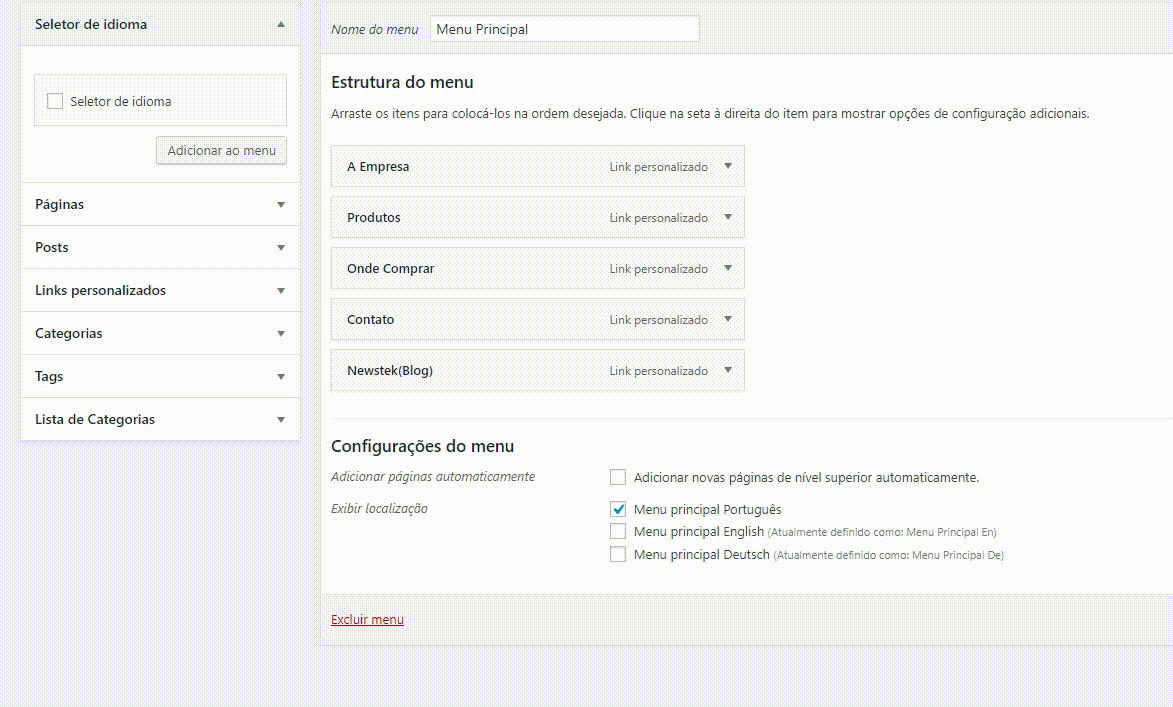 Seletor de idioma
Seletor de idioma
Adicionar ao menu
Páginas
Posts
Links personalizados
Categorias
Tags
Lista de Categorias
Nome do menu Menu Principal
Estrutura do menu
Arraste os itens para colocá-los na ordem desejada. Clique na seta à direita do item para mostrar opções de configuração adicionais.
A Empresa Link personalizado
Produtos Link personalizado
Onde Comprar Link personalizado
Contato Link personalizado
Newstek(Blog) Link personalizado
Configurações do menu
Adicionar páginas automaticamente Adicionar novas páginas de nível superior automaticamente.
Exibir localização Menu principal Português
Menu principal English (Atualmente definido como: Menu Principal En)
Menu principal Deutsch (Atualmente definido como: Menu Principal De)
Excluir menu